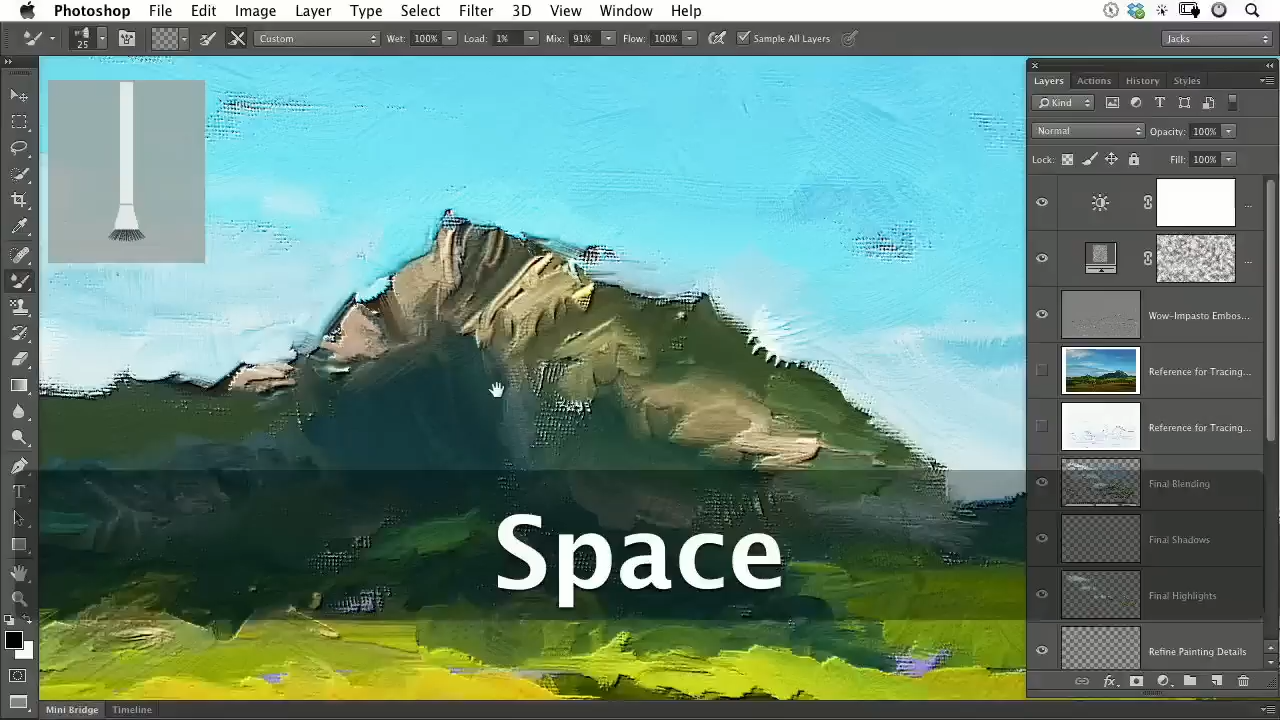 Photoshop File Edit Image Layer Type Select Filter 3D View Window Help
25 Custom Wet: 100% Load: 1% Mix: 91% Flow: 100% Sample All Layers Jacks
Layers Actions History Styles
Kind
Normal Opacity: 100%
Lock: Fill: 100%
...
...
Wow-Impasto Embos...
Reference for Tracing...
Reference for Tracing...
Final Blending
Final Shadows
Final Highlights
Refine Painting Details
Space
fx
Mini Bridge Timeline